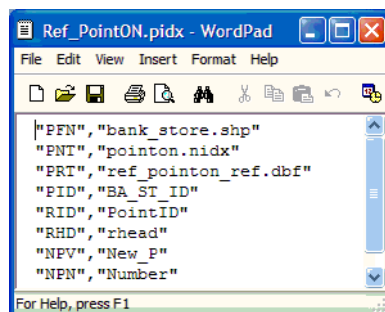 Ref_PointON.pidx - WordPad
File Edit View Insert Format Help
"PFN","bank_store.shp"
"PNT","pointon.nidx"
"PRT","ref_pointon_ref.dbf"
"PID","BA_ST_ID"
"RID","PointID"
"RHD","rhead"
"NPV","New_P"
"NPN","Number"
For Help, press F1